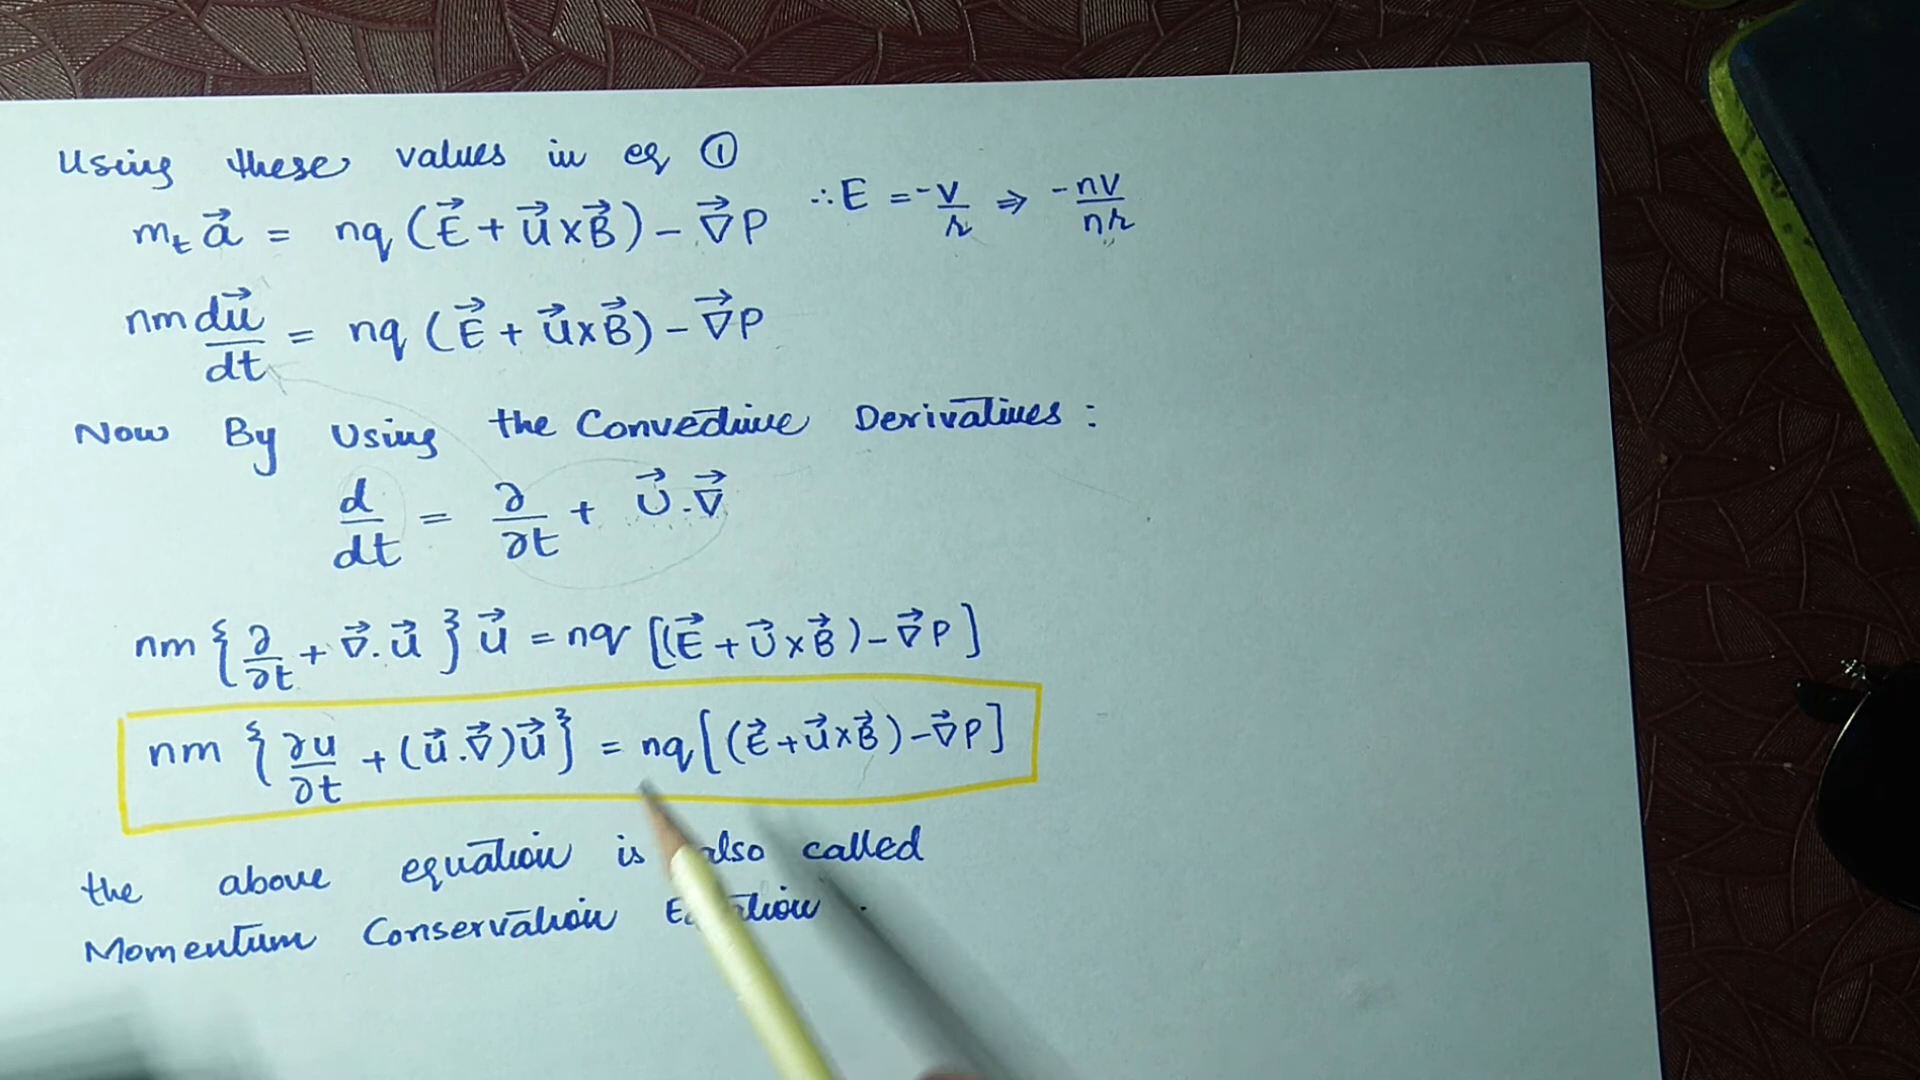 Using these values in eq ①
m_t a⃗ = nq (E⃗ + U⃗ × B⃗) − ∇⃗P ∴ E = −V/r ⇒ −nV/nr
nm du⃗/dt = nq (E⃗ + U⃗ × B⃗) − ∇⃗P
Now By Using the Convective Derivatives :
d/dt = ∂/∂t + U⃗.∇⃗
nm {∂/∂t + ∇⃗.u⃗} u⃗ = nq [(E⃗ + U⃗ × B⃗) − ∇⃗P]
nm {∂u/∂t + (u⃗.∇⃗)u⃗} = nq [(E⃗ + U⃗ × B⃗) − ∇⃗P]
the above equation is also called
Momentum Conservation .